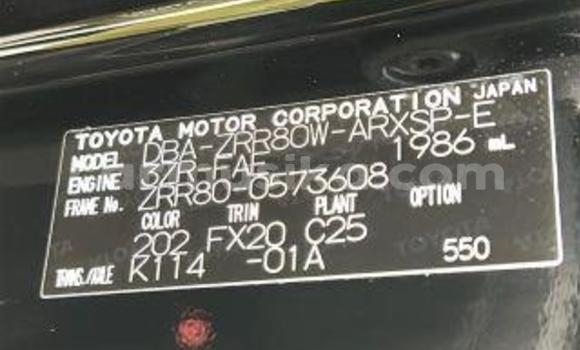 TOYOTA MOTOR CORPORATION JAPAN
MODEL DBA-ZRR80W-ARXSP-E
ENGINE 3ZR-FAE 1986 mL
FRAME No. ZRR80-0573608
COLOR TRIM PLANT OPTION
202 FX20 C25
TRANS./AXLE K114 -01A 550